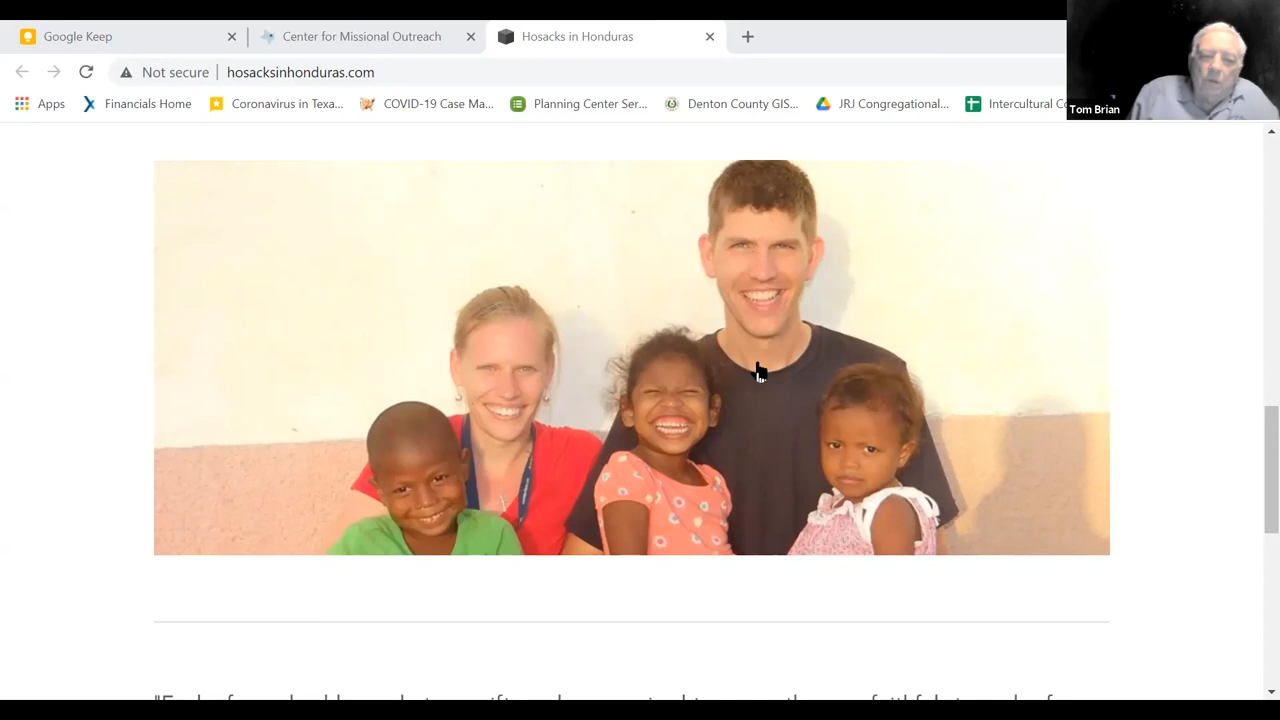 Google Keep
Center for Missional Outreach
Hosacks in Honduras
Not secure
hosacksinhonduras.com
Apps
Financials Home
Coronavirus in Texa...
COVID-19 Case Ma...
Planning Center Ser...
Denton County GIS...
JRJ Congregational...
Intercultural
Tom Brian